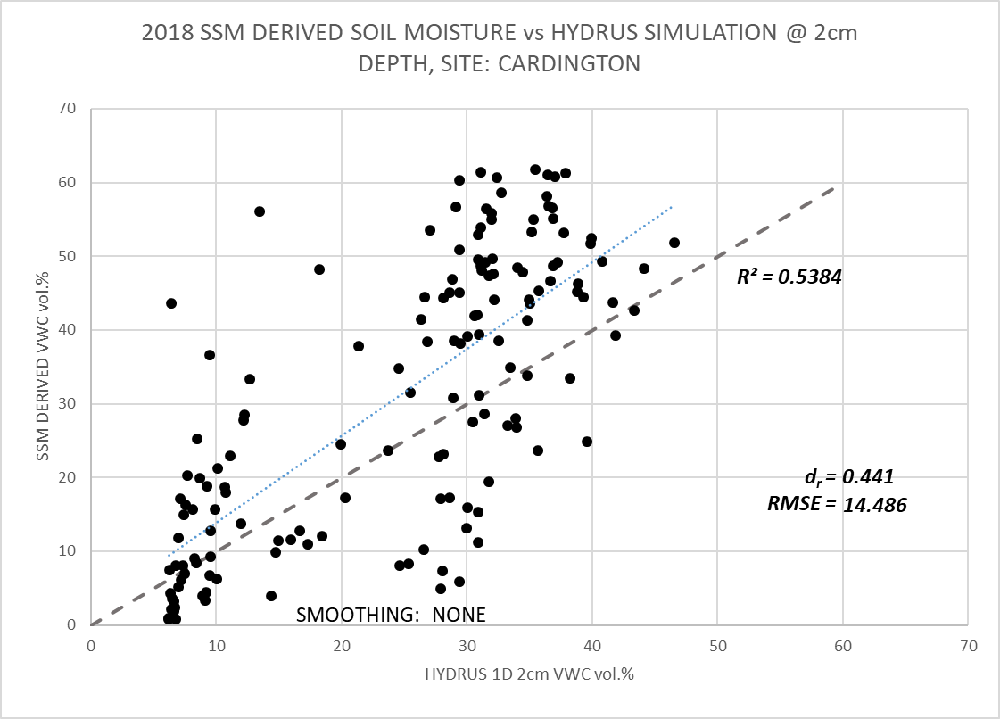 2018 SSM DERIVED SOIL MOISTURE vs HYDRUS SIMULATION @ 2cm
DEPTH, SITE: CARDINGTON
70
60
50
40
30
20
10
0
SSM DERIVED VWC vol.%
R² = 0.5384
dr = 0.441
RMSE = 14.486
SMOOTHING: NONE
0 10 20 30 40 50 60 70
HYDRUS 1D 2cm VWC vol.%